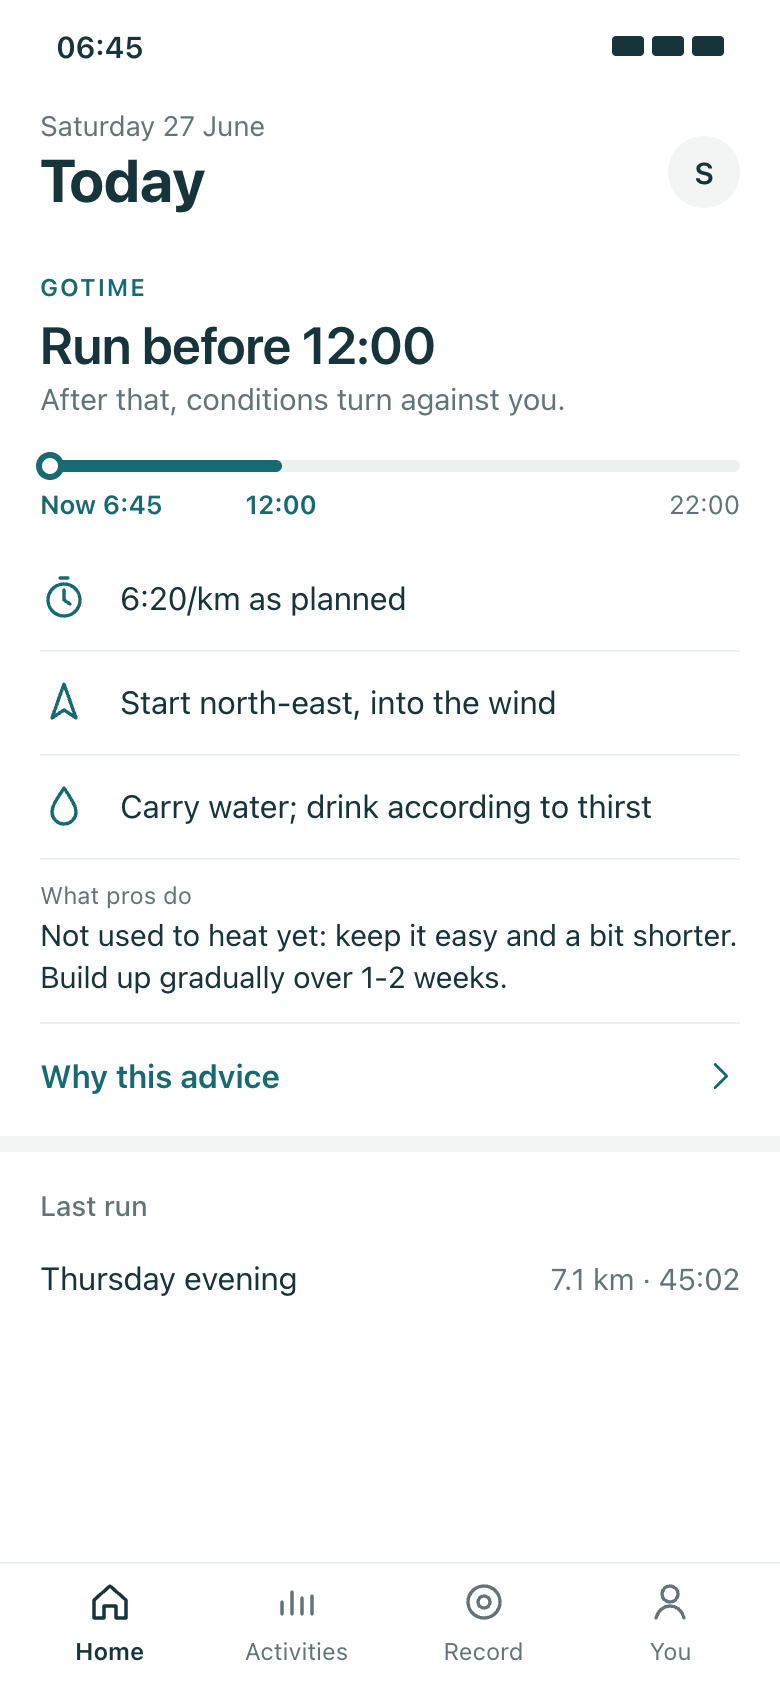 06:45
Saturday 27 June
Today
S
GOTIME
Run before 12:00
After that, conditions turn against you.
Now 6:45 12:00 22:00
6:20/km as planned
Start north-east, into the wind
Carry water; drink according to thirst
What pros do
Not used to heat yet: keep it easy and a bit shorter.
Build up gradually over 1-2 weeks.
Why this advice
Last run
Thursday evening 7.1 km · 45:02
Home Activities Record You